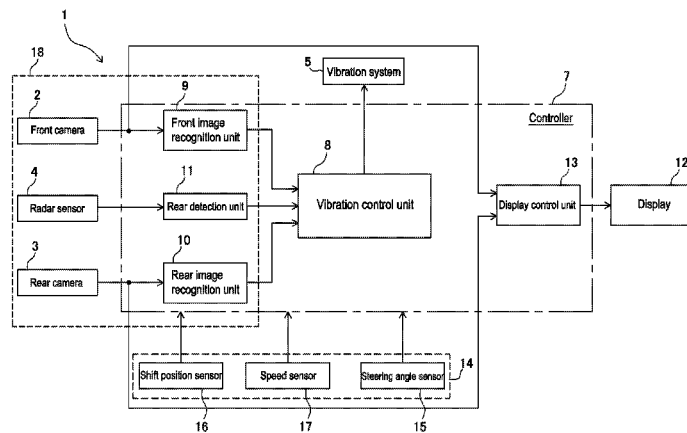 1
18
2
Front camera
9
Front image
recognition unit
5
Vibration system
7
Controller
4
Radar sensor
11
Rear detection unit
8
Vibration control unit
13
Display control unit
12
Display
3
Rear camera
10
Rear image
recognition unit
14
Shift position sensor
Speed sensor
Steering angle sensor
16
17
15